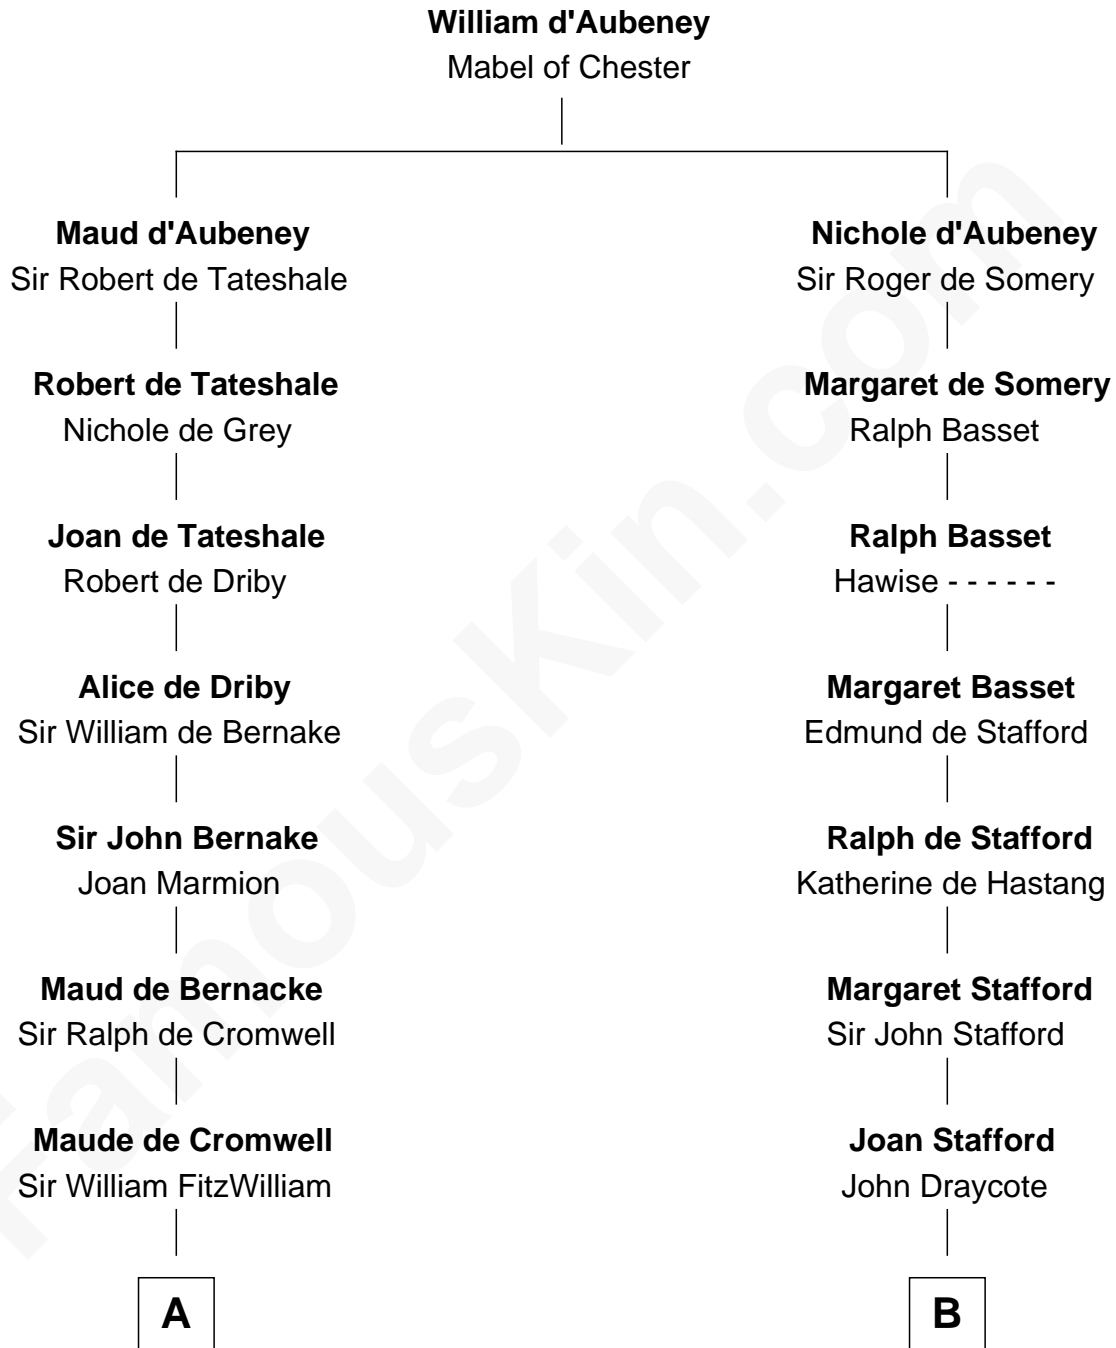 William d'Aubeney
Mabel of Chester
Maud d'Aubeney
Sir Robert de Tateshale
Nichole d'Aubeney
Sir Roger de Somery
Robert de Tateshale
Nichole de Grey
Margaret de Somery
Ralph Basset
Joan de Tateshale
Robert de Driby
Ralph Basset
Hawise - - - - - -
Alice de Driby
Sir William de Bernake
Margaret Basset
Edmund de Stafford
Sir John Bernake
Joan Marmion
Ralph de Stafford
Katherine de Hastang
Maud de Bernacke
Sir Ralph de Cromwell
Margaret Stafford
Sir John Stafford
Maude de Cromwell
Sir William FitzWilliam
Joan Stafford
John Draycote
A
B
FamousKin.com